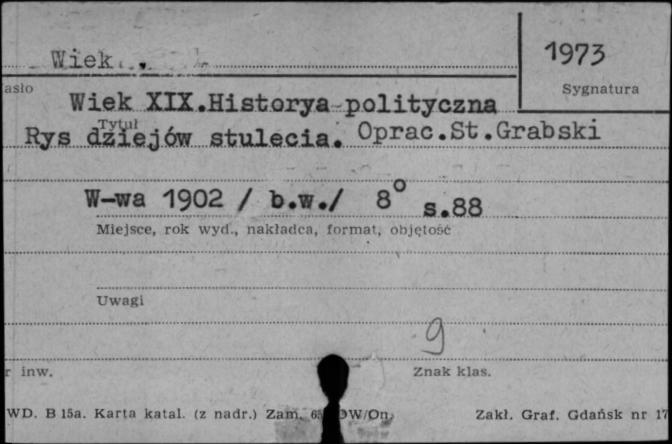 Wiek
1973
asło
Sygnatura
Wiek XIX.Historya polityczna
Tytuł
Rys dziejów stulecia. Oprac.St.Grabski
W-wa 1902 / b.w./ 8° s.88
Miejsce, rok wyd., nakładca, format, objętość
Uwagi
9
r inw.
Znak klas.
WD. B 15a. Karta katal. (z nadr.) Zam. OW/On. Zakł. Graf. Gdańsk nr 17